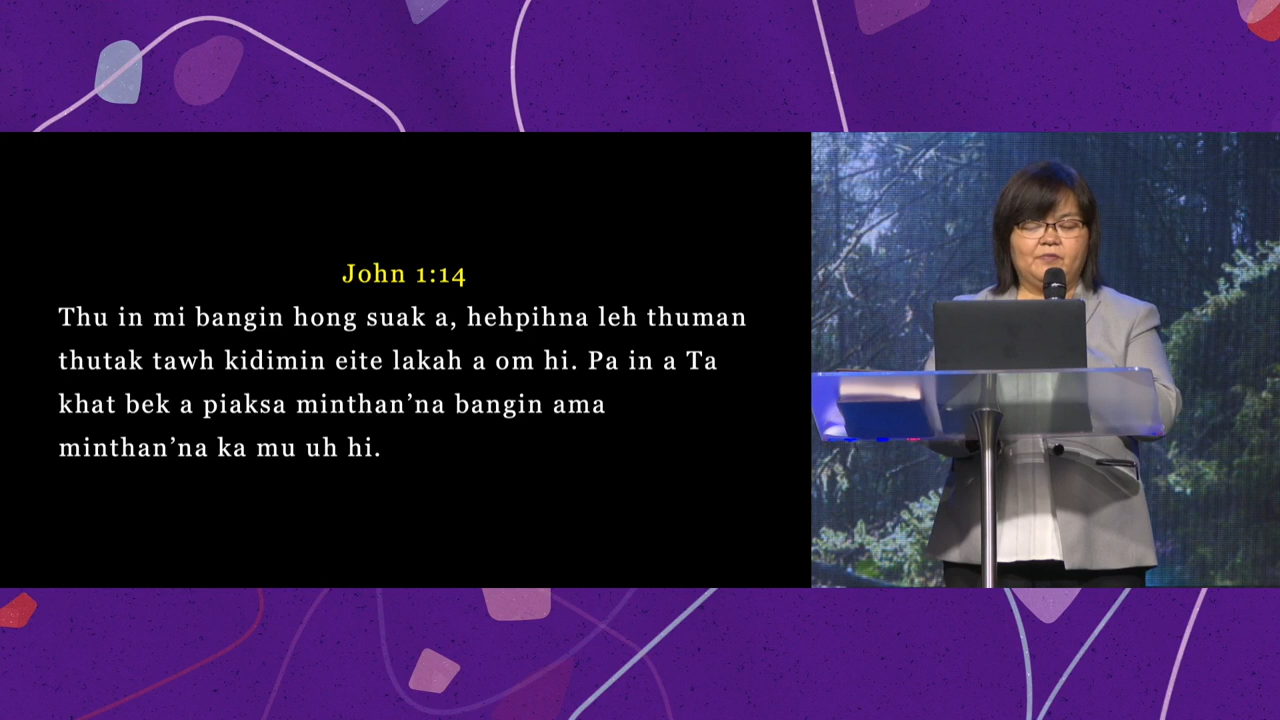 John 1:14
Thu in mi bangin hong suak a, hehpihna leh thuman
thutak tawh kidimin eite lakah a om hi. Pa in a Ta
khat bek a piaksa minthan’na bangin ama
minthan’na ka mu uh hi.